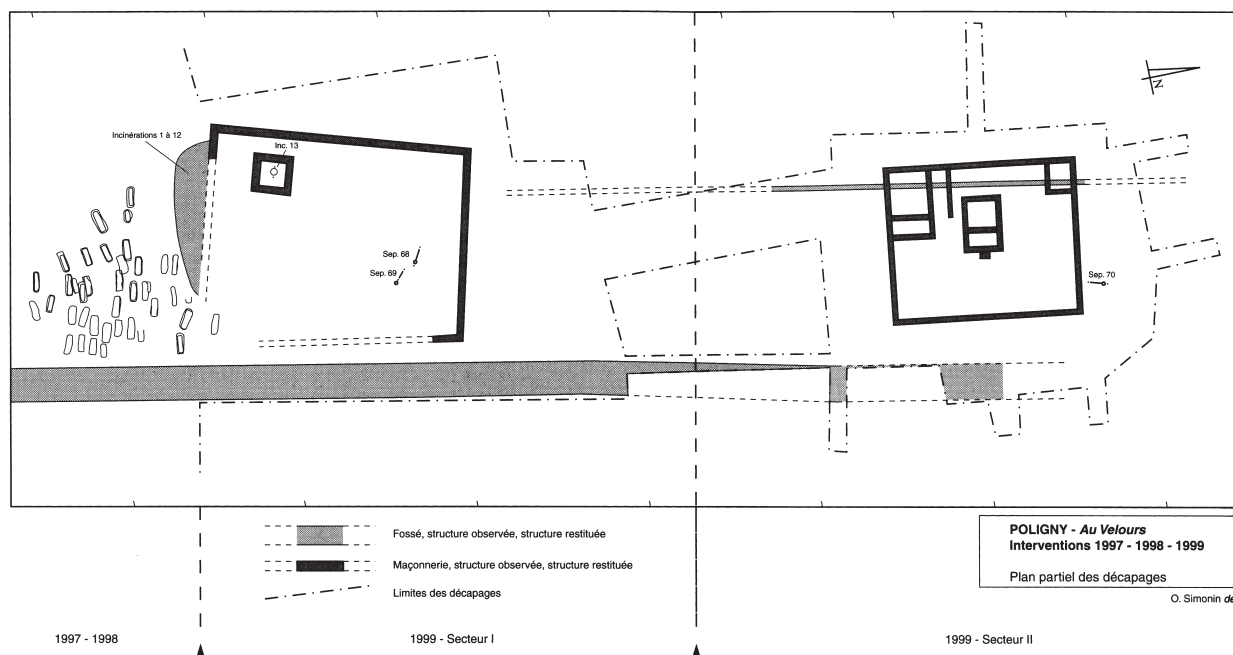 Incinérations 1 à 12
Inc. 13
Sep. 68
Sep. 69
Sep. 70
N
Fossé, structure observée, structure restituée
Maçonnerie, structure observée, structure restituée
Limites des décapages
POLIGNY - Au Velours
Interventions 1997 - 1998 - 1999
Plan partiel des décapages
O. Simonin de
1997 - 1998
1999 - Secteur I
1999 - Secteur II